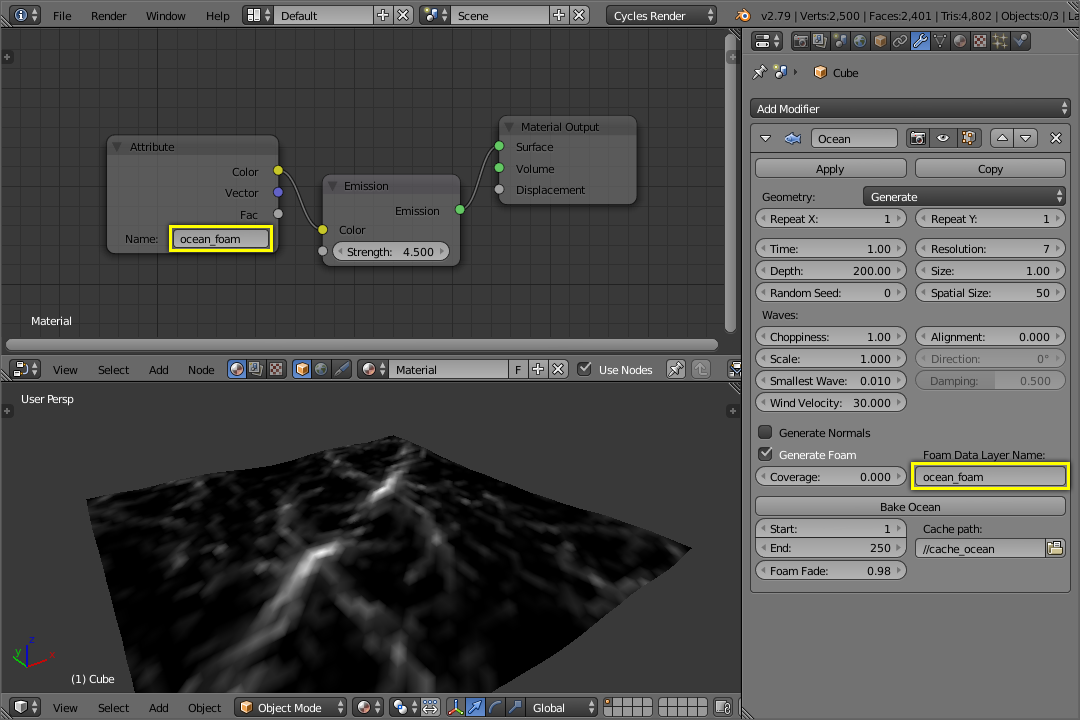 File Render Window Help Default Scene Cycles Render v2.79 | Verts:2,500 | Faces:2,401 | Tris:4,802 | Objects:0/3 | La
Cube
Add Modifier
Ocean
Apply Copy
Geometry: Generate
Repeat X: 1 Repeat Y: 1
Time: 1.00 Resolution: 7
Depth: 200.00 Size: 1.00
Random Seed: 0 Spatial Size: 50
Waves:
Choppiness: 1.00 Alignment: 0.000
Scale: 1.000 Direction: 0°
Smallest Wave: 0.010 Damping: 0.500
Wind Velocity: 30.000
Generate Normals
Generate Foam Foam Data Layer Name:
Coverage: 0.000 ocean_foam
Bake Ocean
Start: 1 Cache path:
End: 250 //cache_ocean
Foam Fade: 0.98
Attribute
Color
Vector
Fac
Name: ocean_foam
Emission
Emission
Color
Strength: 4.500
Material Output
Surface
Volume
Displacement
Material
View Select Add Node Material F Use Nodes
User Persp
z
y
x
(1) Cube
View Select Add Object Object Mode Global